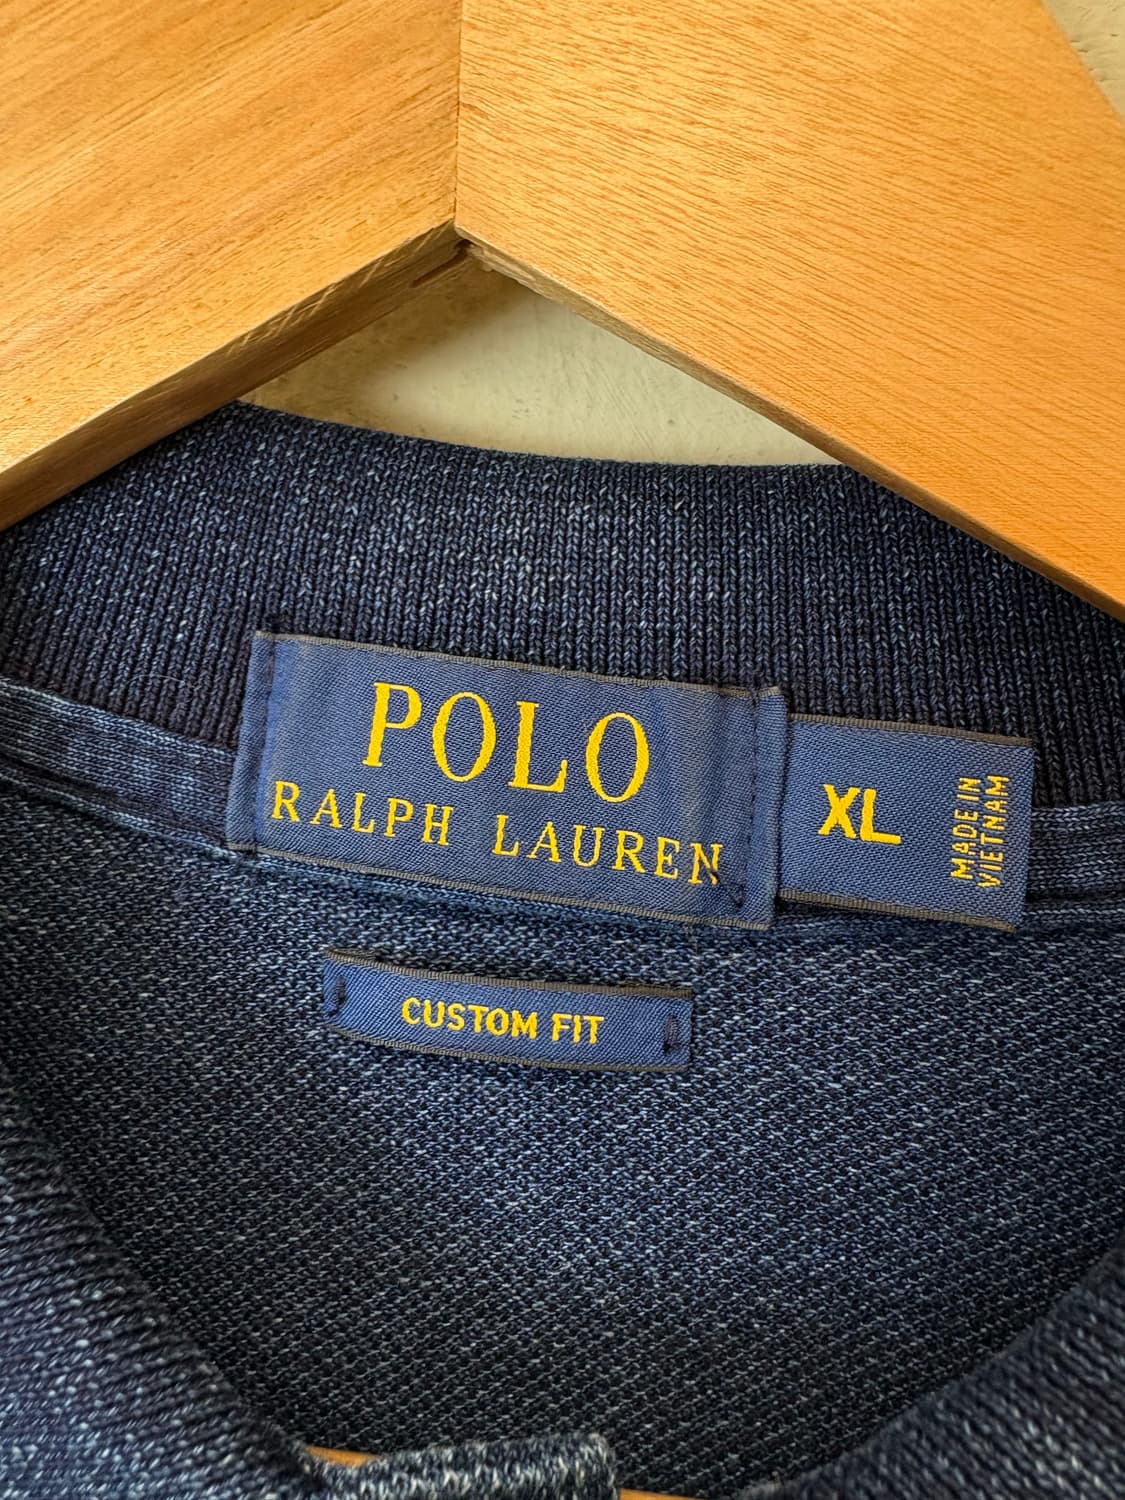 POLO
RALPH LAUREN
XL
MADE IN
VIETNAM
CUSTOM FIT